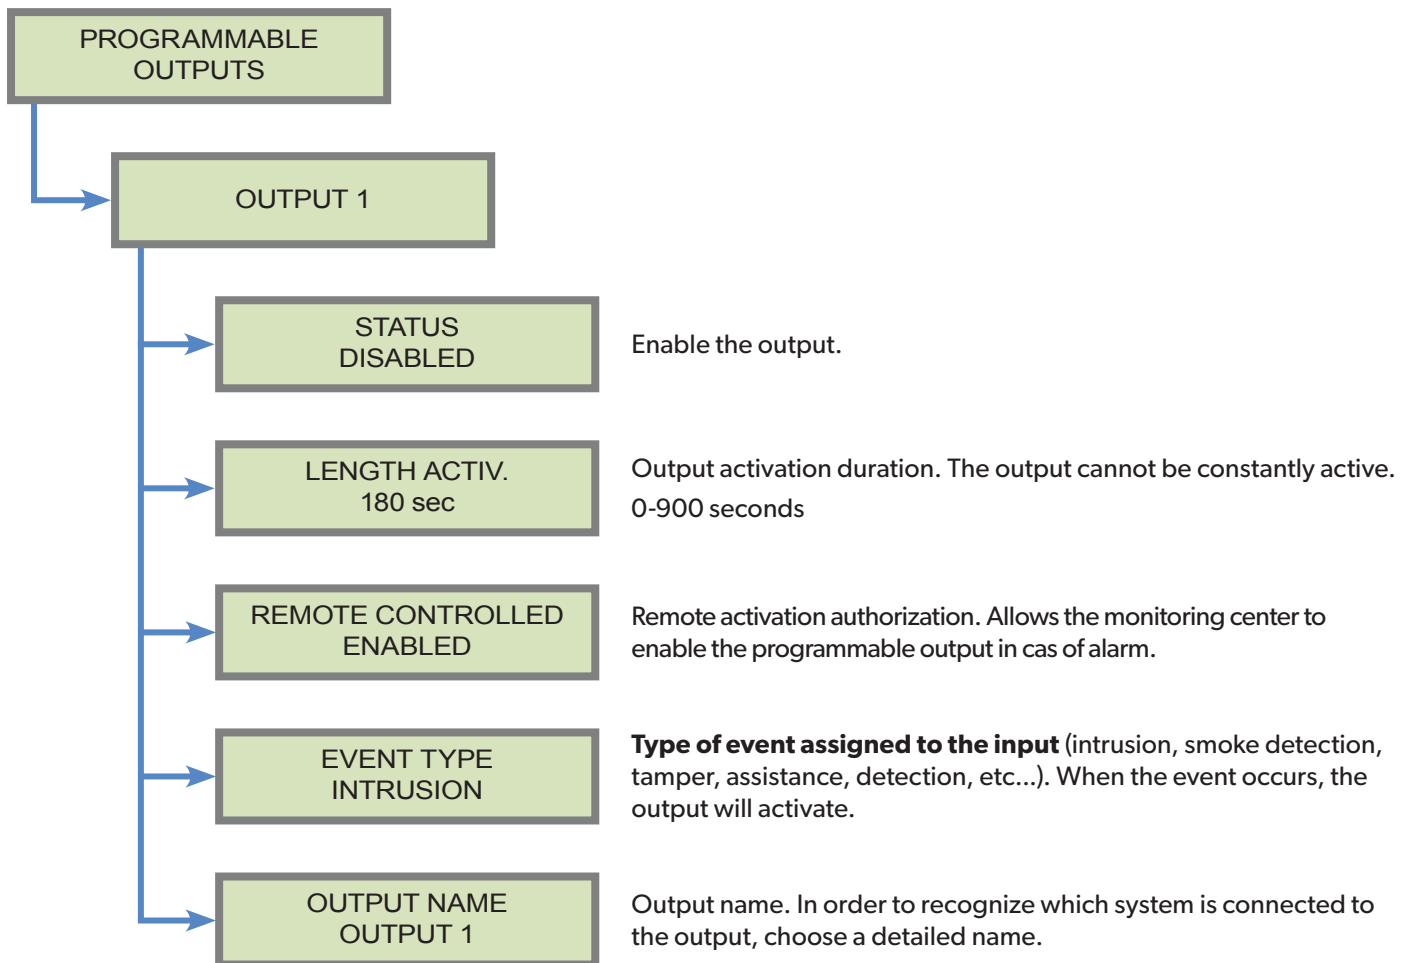 PROGRAMMABLE
OUTPUTS
OUTPUT 1
STATUS
DISABLED
Enable the output.
LENGTH ACTIV.
180 sec
Output activation duration. The output cannot be constantly active.
0-900 seconds
REMOTE CONTROLLED
ENABLED
Remote activation authorization. Allows the monitoring center to
enable the programmable output in cas of alarm.
EVENT TYPE
INTRUSION
Type of event assigned to the input (intrusion, smoke detection,
tamper, assistance, detection, etc...). When the event occurs, the
output will activate.
OUTPUT NAME
OUTPUT 1
Output name. In order to recognize which system is connected to
the output, choose a detailed name.